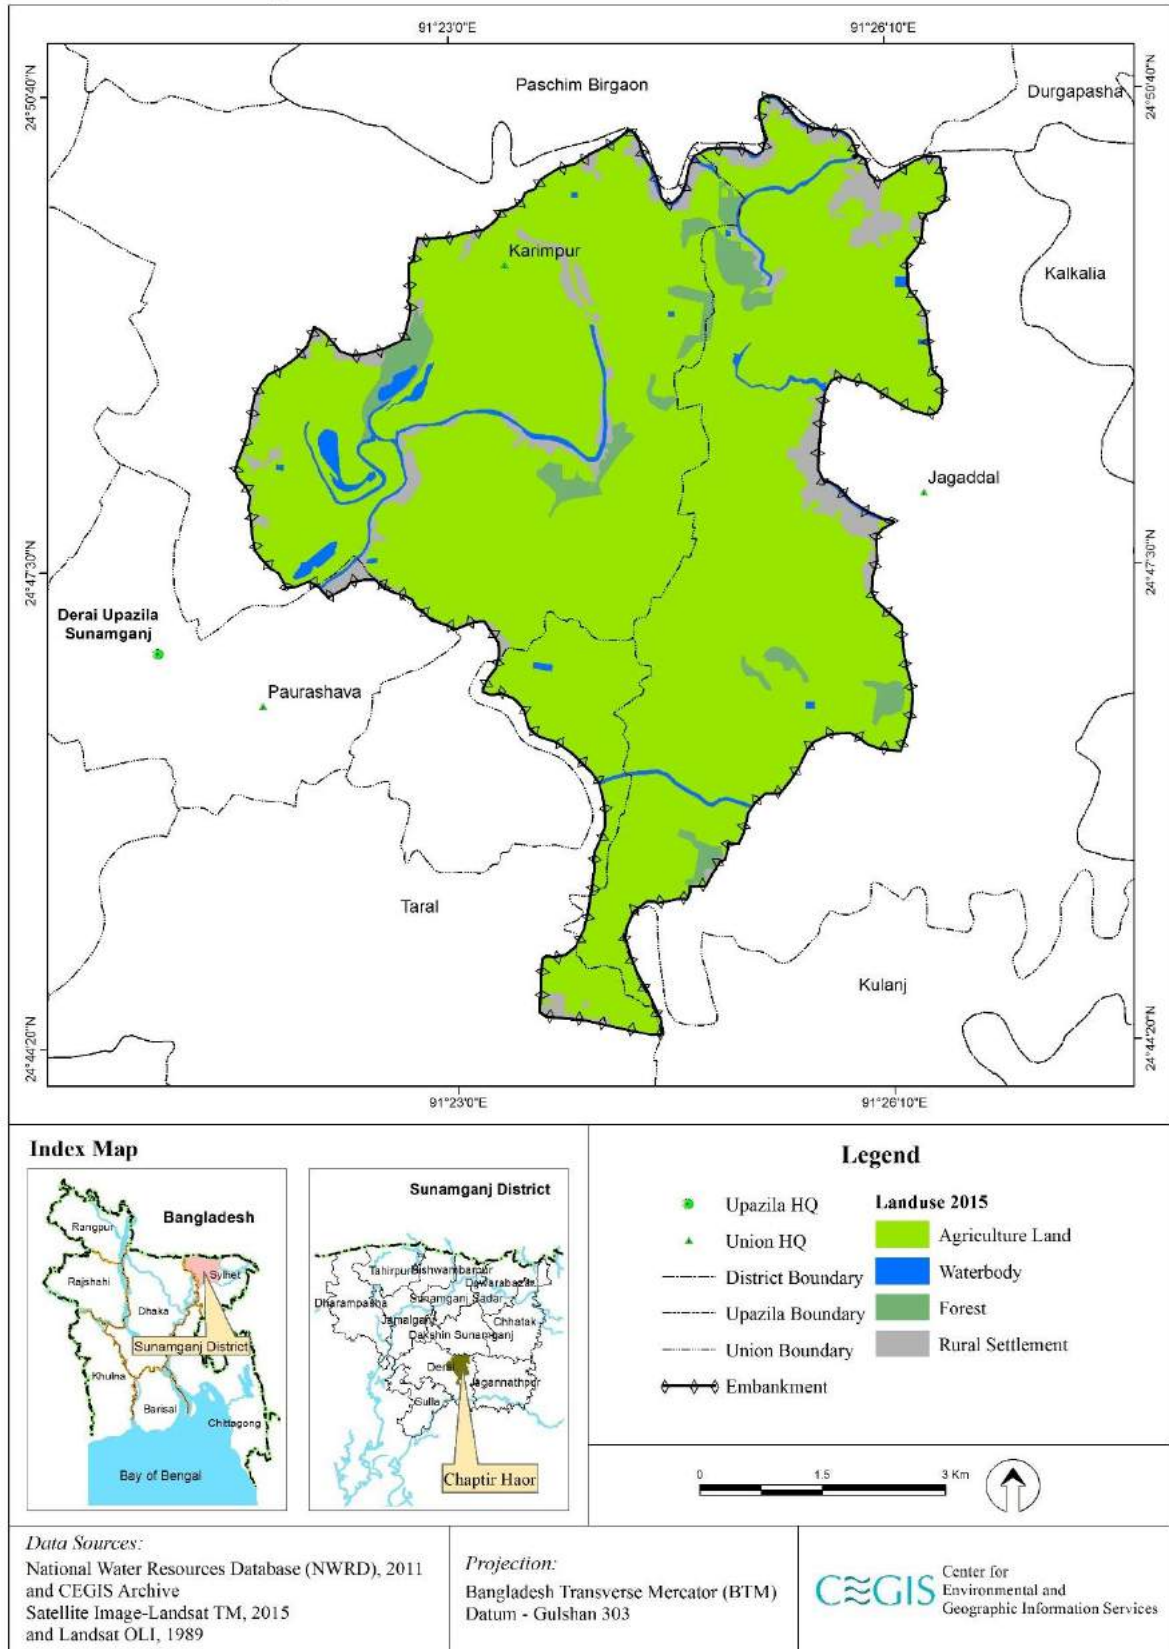 91°23'0"E
91°26'10"E
24°50'40"N
24°50'40"N
Paschim Birgaon
Durgapasha
Karimpur
Kalkalia
Jagaddal
24°47'30"N
24°47'30"N
Derai Upazila
Sunamganj
Paurashava
Taral
Kulanj
24°44'20"N
24°44'20"N
91°23'0"E
91°26'10"E
Index Map
Bangladesh
Rangpur
Rajshahi
Sylhet
Dhaka
Sunamganj District
Khulna
Barisal
Chittagong
Bay of Bengal
Sunamganj District
Tahirpur
Bishwambarpur
Dawarabazar
Sunamganj Sadar
Dharampasha
Jamalganj
Chhatak
Dakshin Sunamganj
Derai
Jagannathpur
Sulla
Chaptir Haor
Legend
Upazila HQ
Union HQ
District Boundary
Upazila Boundary
Union Boundary
Embankment
Landuse 2015
Agriculture Land
Waterbody
Forest
Rural Settlement
0 1.5 3 Km
Data Sources:
National Water Resources Database (NWRD), 2011
and CEGIS Archive
Satellite Image-Landsat TM, 2015
and Landsat OLI, 1989
Projection:
Bangladesh Transverse Mercator (BTM)
Datum - Gulshan 303
CEGIS
Center for
Environmental and
Geographic Information Services